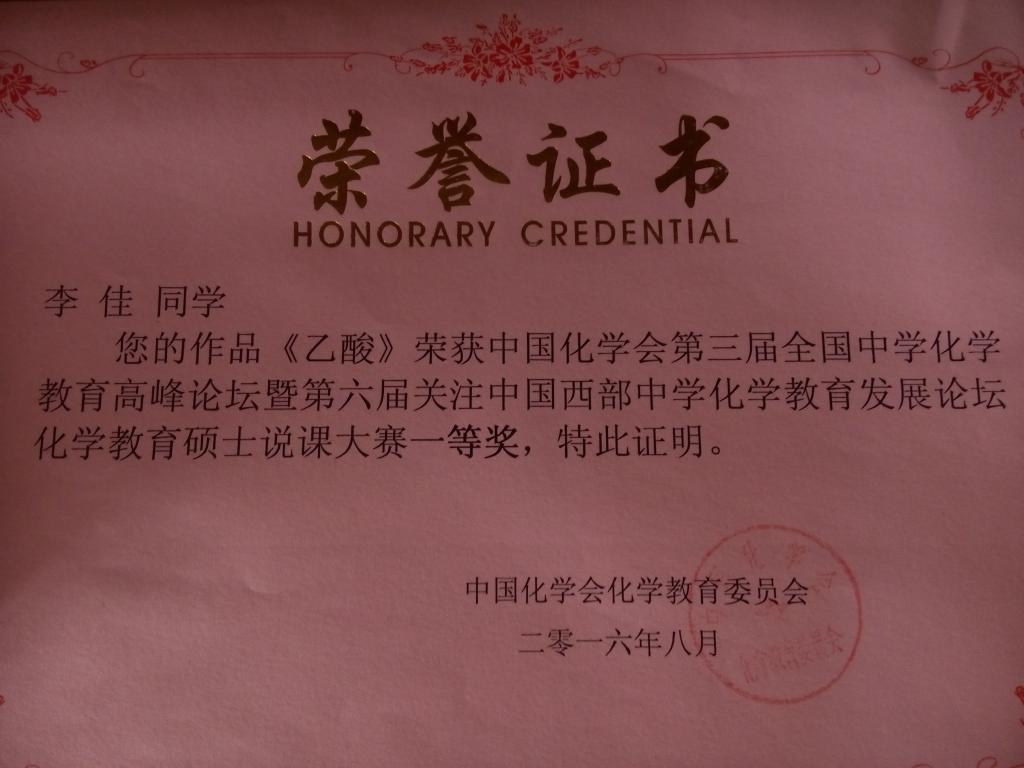 荣誉证书
HONORARY CREDENTIAL
李 佳 同学
您的作品《乙酸》荣获中国化学会第三届全国中学化学
教育高峰论坛暨第六届关注中国西部中学化学教育发展论坛
化学教育硕士说课大赛一等奖，特此证明。
中国化学会化学教育委员会
二零一六年八月